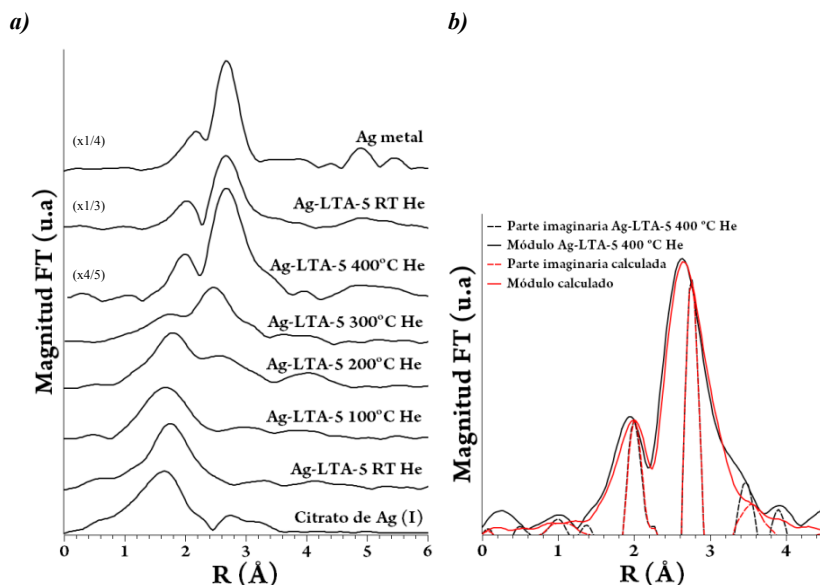 a)
b)
Magnitud FT (u.a)
(x1/4)
Ag metal
(x1/3)
Ag-LTA-5 RT He
Ag-LTA-5 400°C He
(x4/5)
Ag-LTA-5 300°C He
Ag-LTA-5 200°C He
Ag-LTA-5 100°C He
Ag-LTA-5 RT He
Citrato de Ag (I)
0 1 2 3 4 5 6
R (Å)
Magnitud FT (u.a)
Parte imaginaria Ag-LTA-5 400 °C He
Módulo Ag-LTA-5 400 °C He
Parte imaginaria calculada
Módulo calculado
0 1 2 3 4
R (Å)